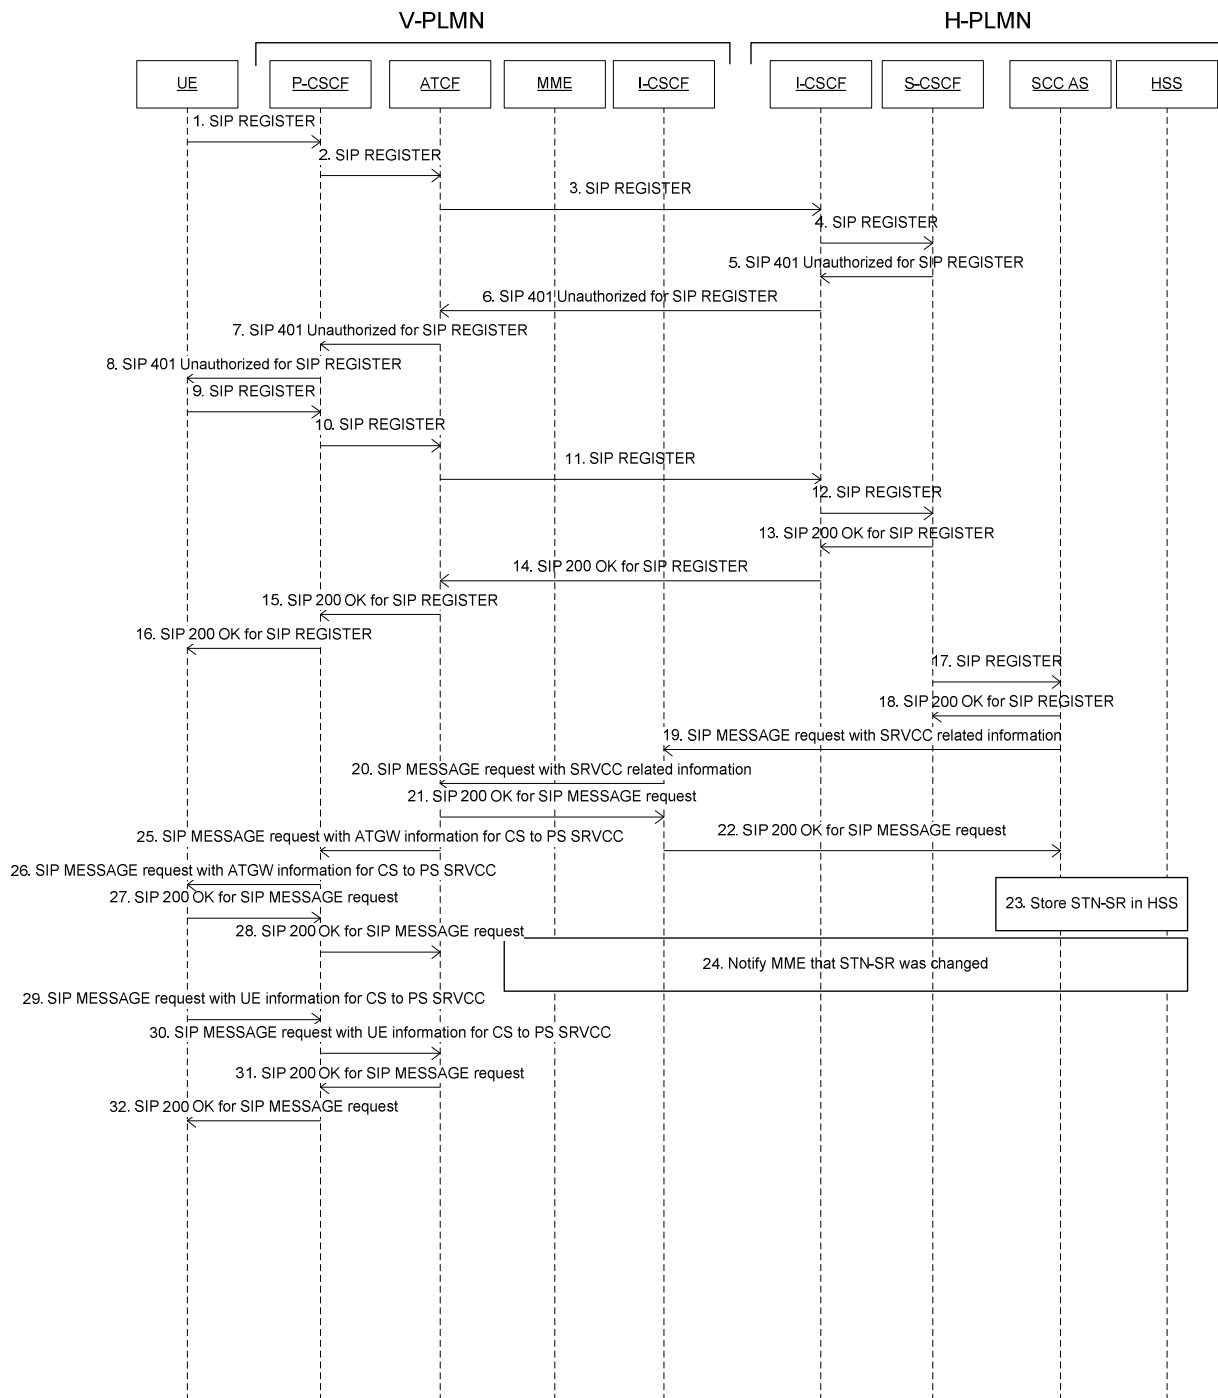 V-PLMN
H-PLMN
UE
P-CSCF
ATCF
MME
I-CSCF
I-CSCF
S-CSCF
SCC AS
HSS
1. SIP REGISTER
2. SIP REGISTER
3. SIP REGISTER
4. SIP REGISTER
5. SIP 401 Unauthorized for SIP REGISTER
6. SIP 401 Unauthorized for SIP REGISTER
7. SIP 401 Unauthorized for SIP REGISTER
8. SIP 401 Unauthorized for SIP REGISTER
9. SIP REGISTER
10. SIP REGISTER
11. SIP REGISTER
12. SIP REGISTER
13. SIP 200 OK for SIP REGISTER
14. SIP 200 OK for SIP REGISTER
15. SIP 200 OK for SIP REGISTER
16. SIP 200 OK for SIP REGISTER
17. SIP REGISTER
18. SIP 200 OK for SIP REGISTER
19. SIP MESSAGE request with SRVCC related information
20. SIP MESSAGE request with SRVCC related information
21. SIP 200 OK for SIP MESSAGE request
22. SIP 200 OK for SIP MESSAGE request
25. SIP MESSAGE request with ATGW information for CS to PS SRVCC
26. SIP MESSAGE request with ATGW information for CS to PS SRVCC
27. SIP 200 OK for SIP MESSAGE request
23. Store STN-SR in HSS
28. SIP 200 OK for SIP MESSAGE request
24. Notify MME that STN-SR was changed
29. SIP MESSAGE request with UE information for CS to PS SRVCC
30. SIP MESSAGE request with UE information for CS to PS SRVCC
31. SIP 200 OK for SIP MESSAGE request
32. SIP 200 OK for SIP MESSAGE request